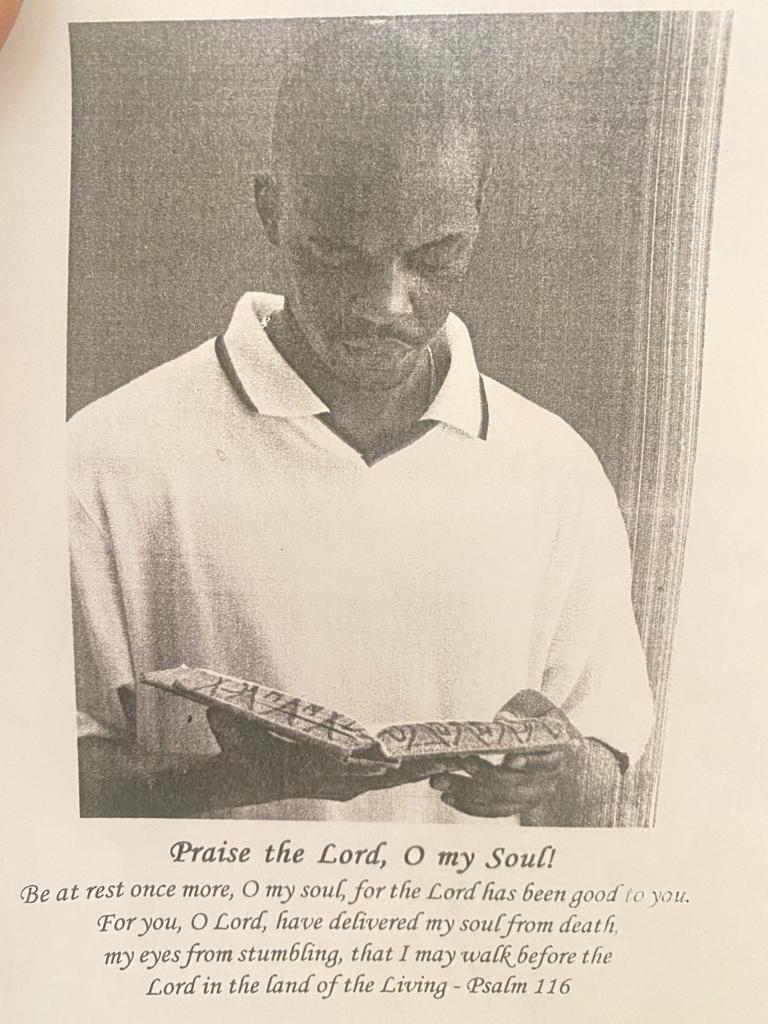 Praise the Lord, O my Soul!
Be at rest once more, O my soul, for the Lord has been good to you.
For you, O Lord, have delivered my soul from death,
my eyes from stumbling, that I may walk before the
Lord in the land of the Living - Psalm 116